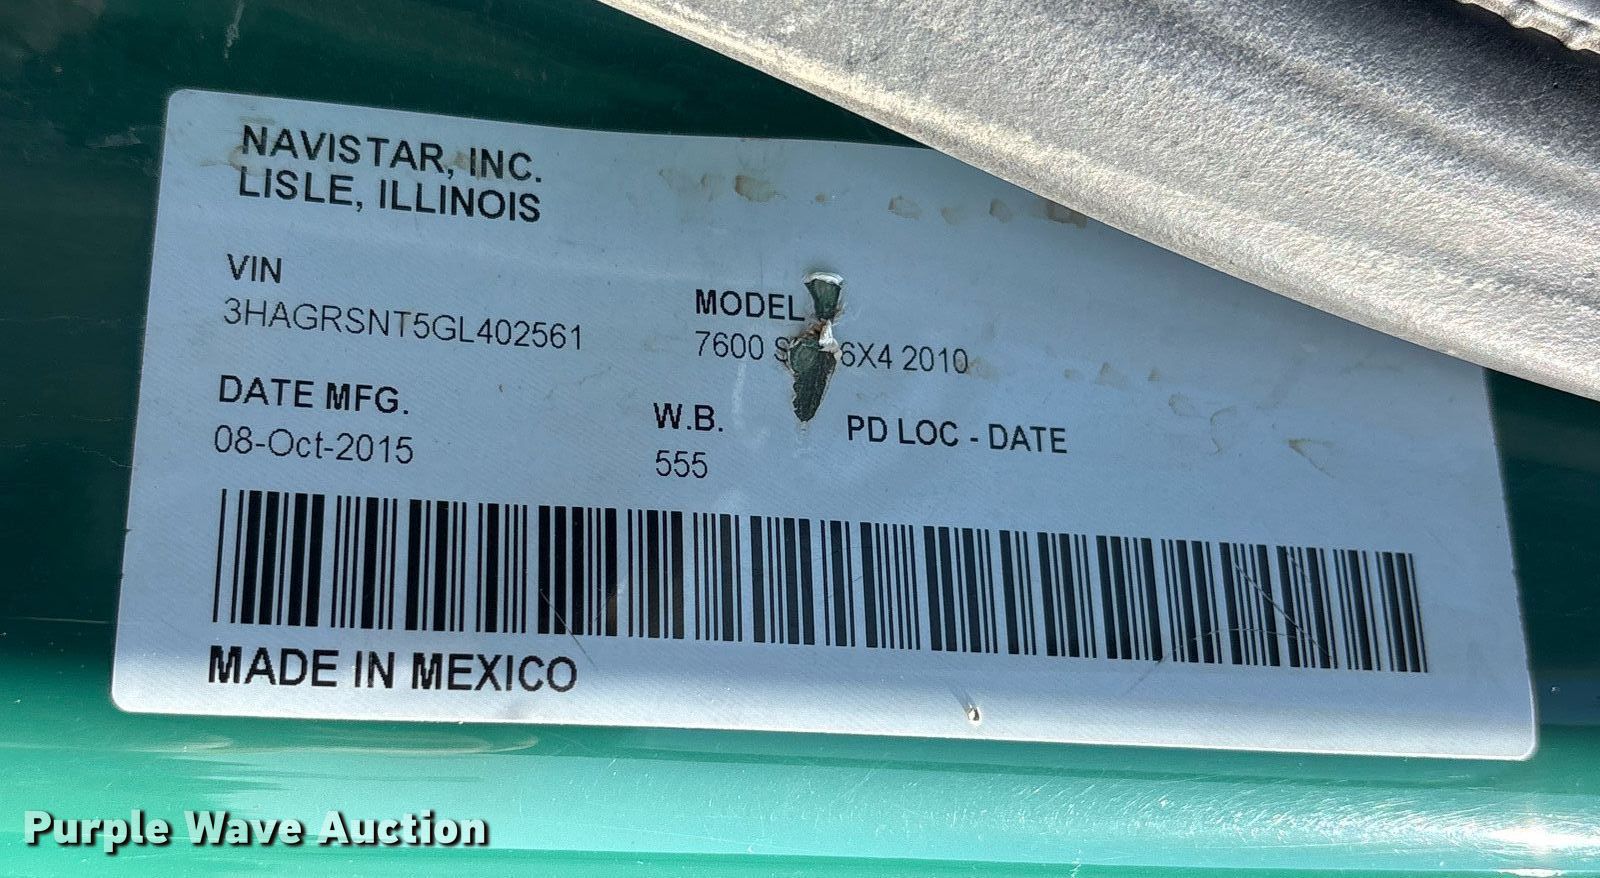 NAVISTAR, INC.
LISLE, ILLINOIS
VIN
3HAGRSNT5GL402561
MODEL
7600 6X4 2010
DATE MFG.
08-Oct-2015
W.B.
555
PD LOC - DATE
MADE IN MEXICO
Purple Wave Auction